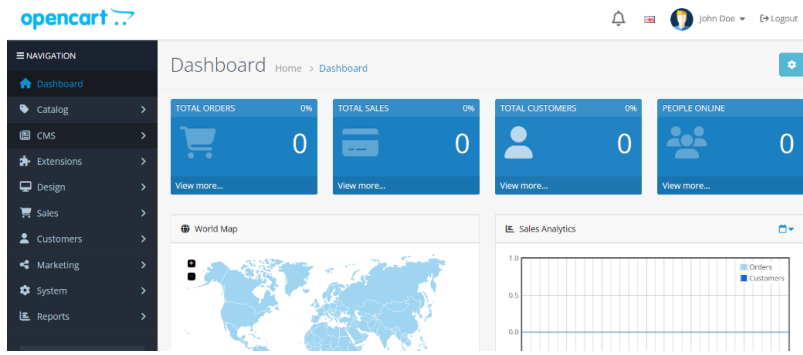 opencart
John Doe
Logout
NAVIGATION
Dashboard
Catalog
CMS
Extensions
Design
Sales
Customers
Marketing
System
Reports
Dashboard Home > Dashboard
TOTAL ORDERS 0%
0
View more...
TOTAL SALES 0%
0
View more...
TOTAL CUSTOMERS 0%
0
View more...
PEOPLE ONLINE
0
View more...
World Map
+
Sales Analytics
1.0
0.5
0.0
Orders
Customers